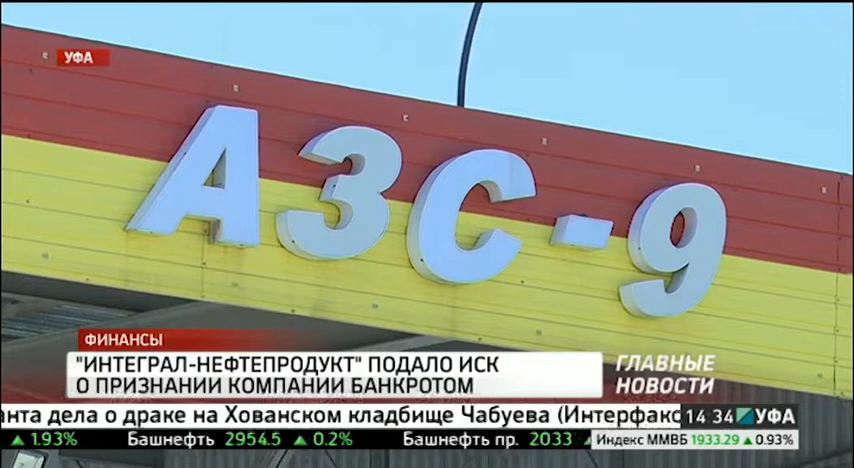 УФА
АЗС-9
ФИНАНСЫ
"ИНТЕГРАЛ-НЕФТЕПРОДУКТ" ПОДАЛО ИСК
О ПРИЗНАНИИ КОМПАНИИ БАНКРОТОМ
ГЛАВНЫЕ
НОВОСТИ
дела о драке на Хованском кладбище Чабуева (Интерфакс
14 34 УФА
▲ 1.93% Башнефть 2954.5 ▲ 0.2% Башнефть пр. 2033
Индекс ММВБ 1933.29 ▲ 0.93%